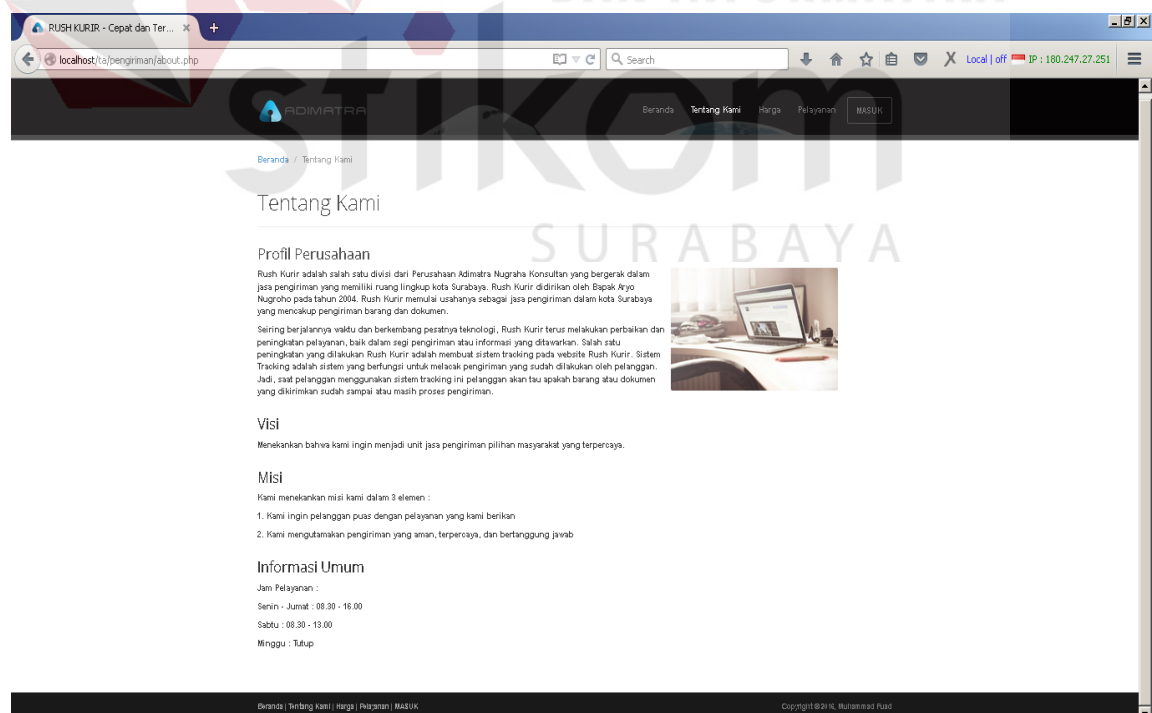 RUSH KURIR - Cepat dan Ter...
localhost/ta/pengiriman/about.php
Search
Local | off IP : 180.247.27.251
ADIMATRA
Beranda Tentang Kami Harga Pelayanan MASUK
stikom
SURABAYA
Beranda / Tentang Kami
Tentang Kami
Profil Perusahaan
Rush Kurir adalah salah satu divisi dari Perusahaan Adimatra Nugraha Konsultan yang bergerak dalam
jasa pengiriman yang memiliki ruang lingkup kota Surabaya. Rush Kurir didirikan oleh Bapak Aryo
Nugroho pada tahun 2004. Rush Kurir memulai usahanya sebagai jasa pengiriman dalam kota Surabaya
yang mencakup pengiriman barang dan dokumen.
Seiring berjalannya waktu dan berkembang pesatnya teknologi, Rush Kurir terus melakukan perbaikan dan
peningkatan pelayanan, baik dalam segi pengiriman atau informasi yang ditawarkan. Salah satu
peningkatan yang dilakukan Rush Kurir adalah membuat sistem tracking pada website Rush Kurir. Sistem
Tracking adalah sistem yang berfungsi untuk melacak pengiriman yang sudah dilakukan oleh pelanggan.
Jadi, saat pelanggan menggunakan sistem tracking ini pelanggan akan tau apakah barang atau dokumen
yang dikirimkan sudah sampai atau masih proses pengiriman.
Visi
Menekankan bahwa kami ingin menjadi unit jasa pengiriman pilihan masyarakat yang terpercaya.
Misi
Kami menekankan misi kami dalam 3 elemen :
1. Kami ingin pelanggan puas dengan pelayanan yang kami berikan
2. Kami mengutamakan pengiriman yang aman, terpercaya, dan bertanggung jawab
Informasi Umum
Jam Pelayanan :
Senin - Jumat : 08.30 - 16.00
Sabtu : 08.30 - 13.00
Minggu : Tutup
Beranda | Tentang Kami | Harga | Pelayanan | MASUK
Copyright @2016, Muhammad Fuad